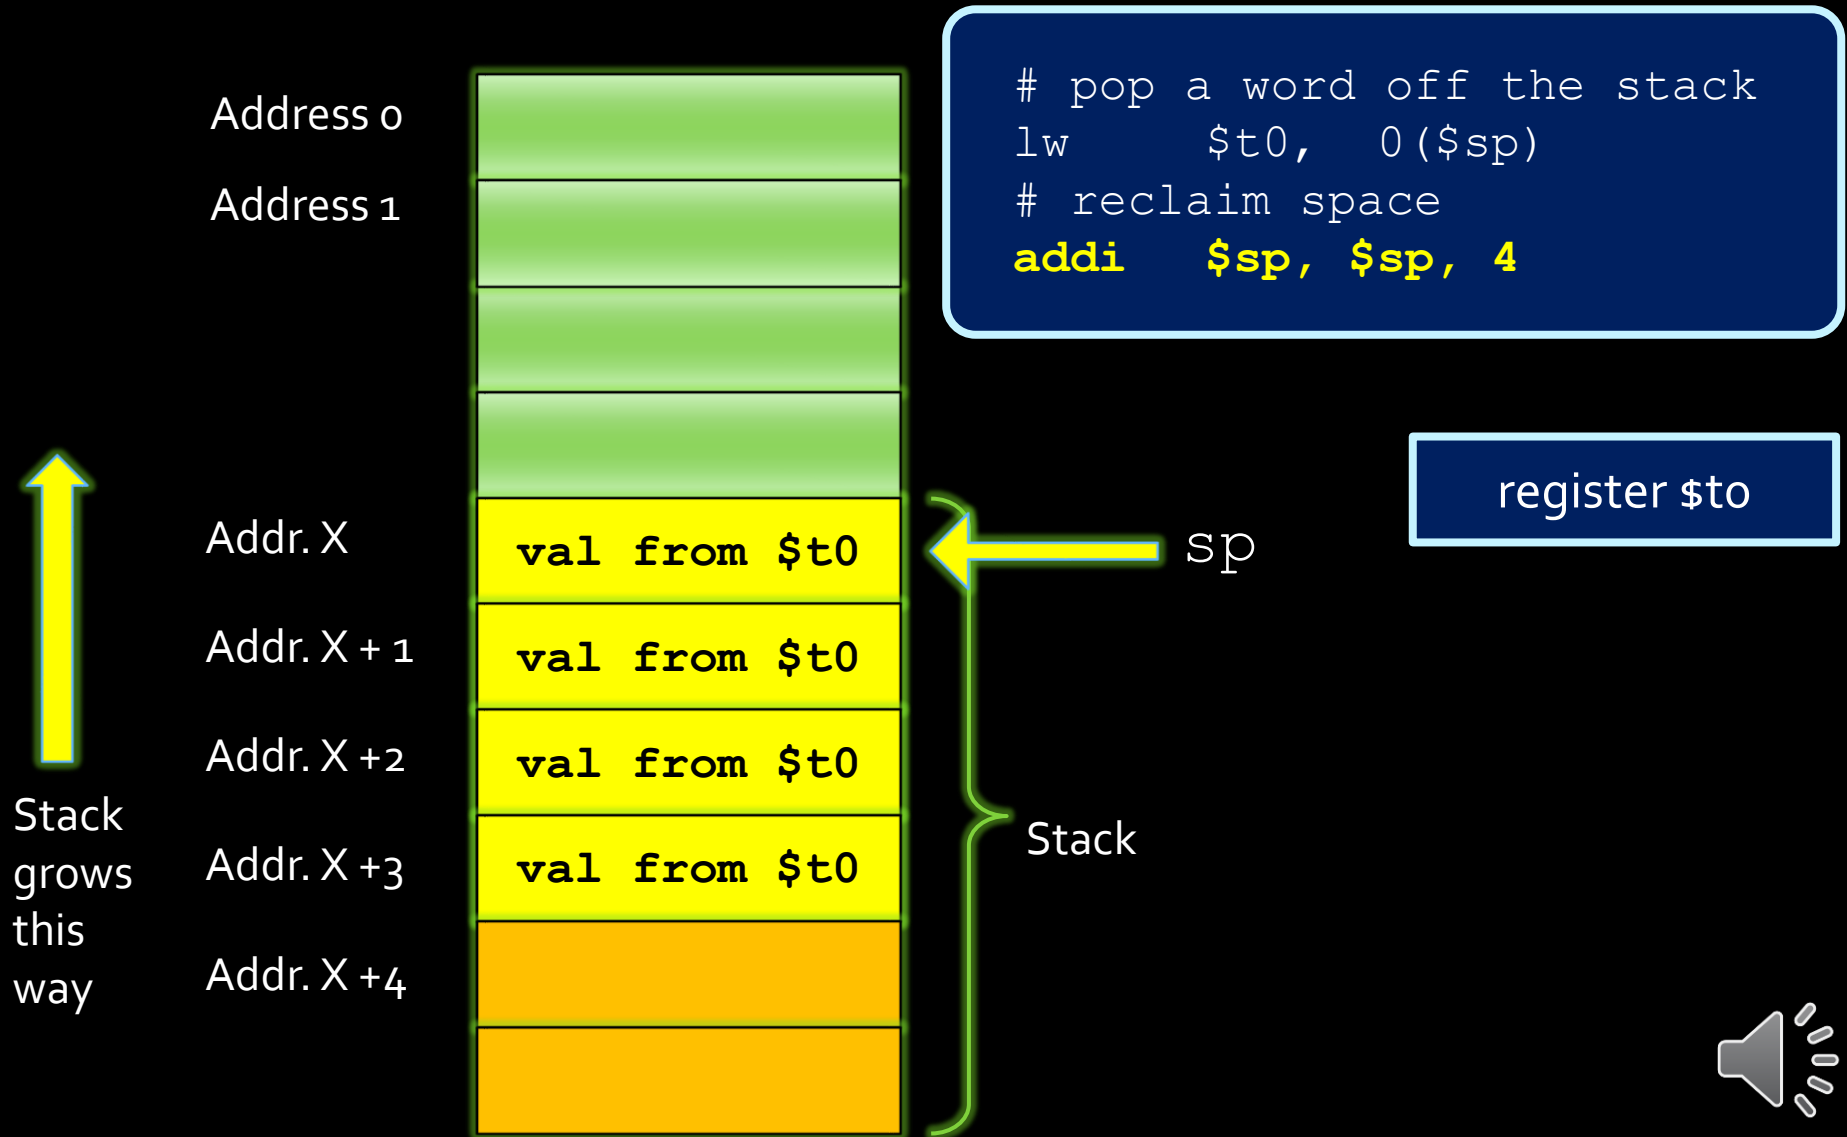 # pop a word off the stack
lw $t0, 0($sp)
# reclaim space
addi $sp, $sp, 4
Address 0
Address 1
register $t0
Addr. X
val from $t0
sp
Addr. X + 1
val from $t0
Addr. X +2
val from $t0
Stack
grows
this
way
Addr. X +3
val from $t0
Stack
Addr. X +4